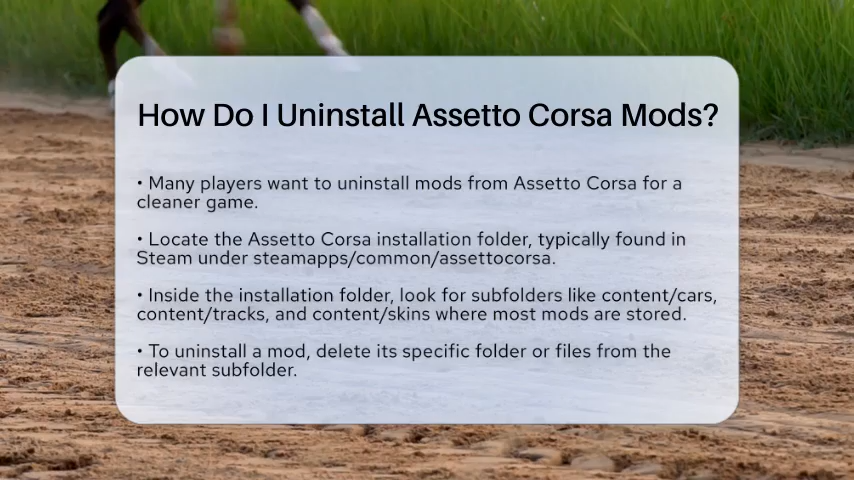 How Do I Uninstall Assetto Corsa Mods?
• Many players want to uninstall mods from Assetto Corsa for a
cleaner game.
• Locate the Assetto Corsa installation folder, typically found in
Steam under steamapps/common/assettocorsa.
• Inside the installation folder, look for subfolders like content/cars,
content/tracks, and content/skins where most mods are stored.
• To uninstall a mod, delete its specific folder or files from the
relevant subfolder.